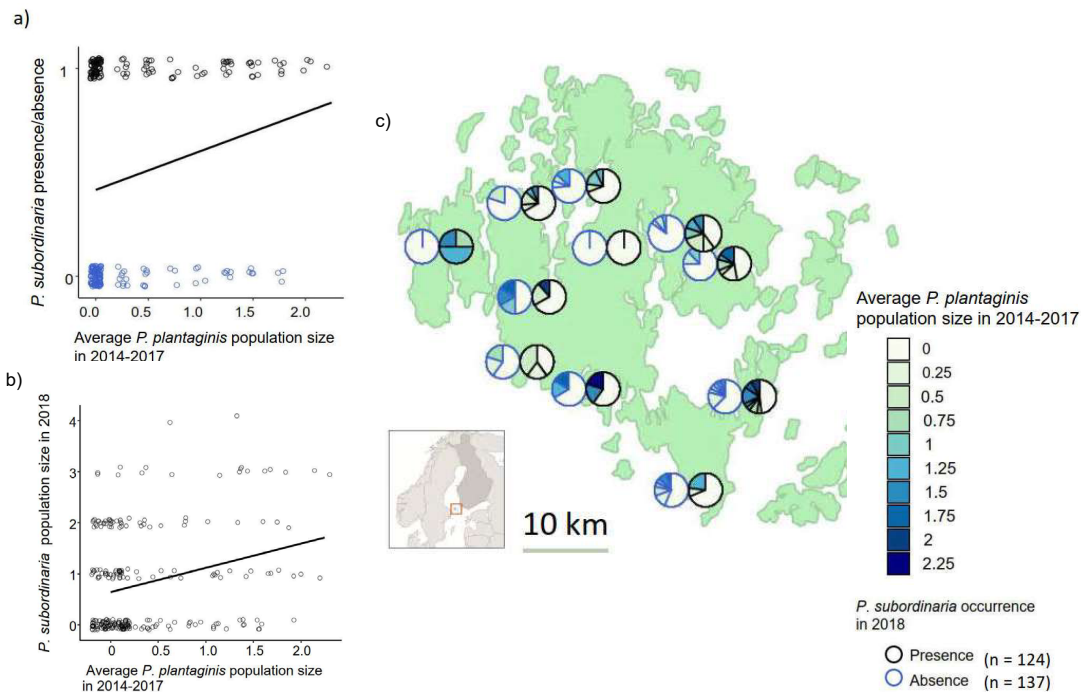 a)
P. subordinaria presence/absence
1
0
0.0 0.5 1.0 1.5 2.0
Average P. plantaginis population size
in 2014-2017
b)
P. subordinaria population size in 2018
4
3
2
1
0
0 0.5 1.0 1.5 2.0
Average P. plantaginis population size
in 2014-2017
c)
10 km
Average P. plantaginis
population size in 2014-2017
0
0.25
0.5
0.75
1
1.25
1.5
1.75
2
2.25
P. subordinaria occurrence
in 2018
Presence (n = 124)
Absence (n = 137)